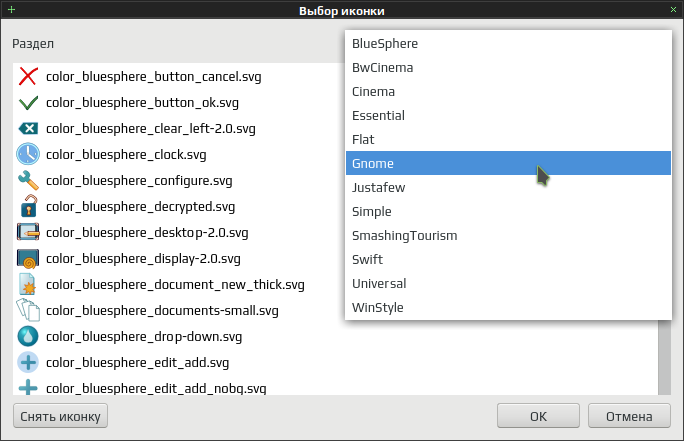 Выбор иконки
Раздел
BlueSphere
BwCinema
Cinema
Essential
Flat
Gnome
Justafew
Simple
SmashingTourism
Swift
Universal
WinStyle
color_bluesphere_button_cancel.svg
color_bluesphere_button_ok.svg
color_bluesphere_clear_left-2.0.svg
color_bluesphere_clock.svg
color_bluesphere_configure.svg
color_bluesphere_decrypted.svg
color_bluesphere_desktop-2.0.svg
color_bluesphere_display-2.0.svg
color_bluesphere_document_new_thick.svg
color_bluesphere_documents-small.svg
color_bluesphere_drop-down.svg
color_bluesphere_edit_add.svg
color_bluesphere_edit_add_nobg.svg
Снять иконку
OK
Отмена